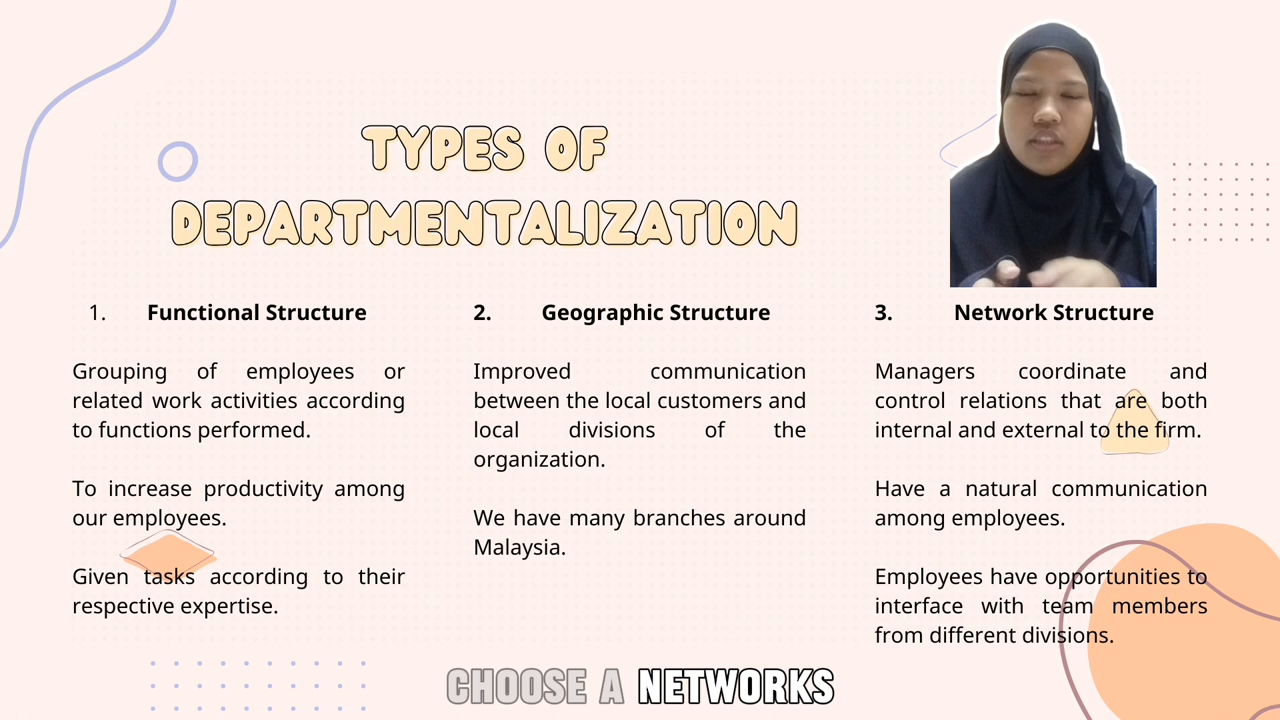 TYPES OF
DEPARTMENTALIZATION
1. Functional Structure
Grouping of employees or
related work activities according
to functions performed.
To increase productivity among
our employees.
Given tasks according to their
respective expertise.
2. Geographic Structure
Improved communication
between the local customers and
local divisions of the
organization.
We have many branches around
Malaysia.
3. Network Structure
Managers coordinate and
control relations that are both
internal and external to the firm.
Have a natural communication
among employees.
Employees have opportunities to
interface with team members
from different divisions.
CHOOSE A NETWORKS